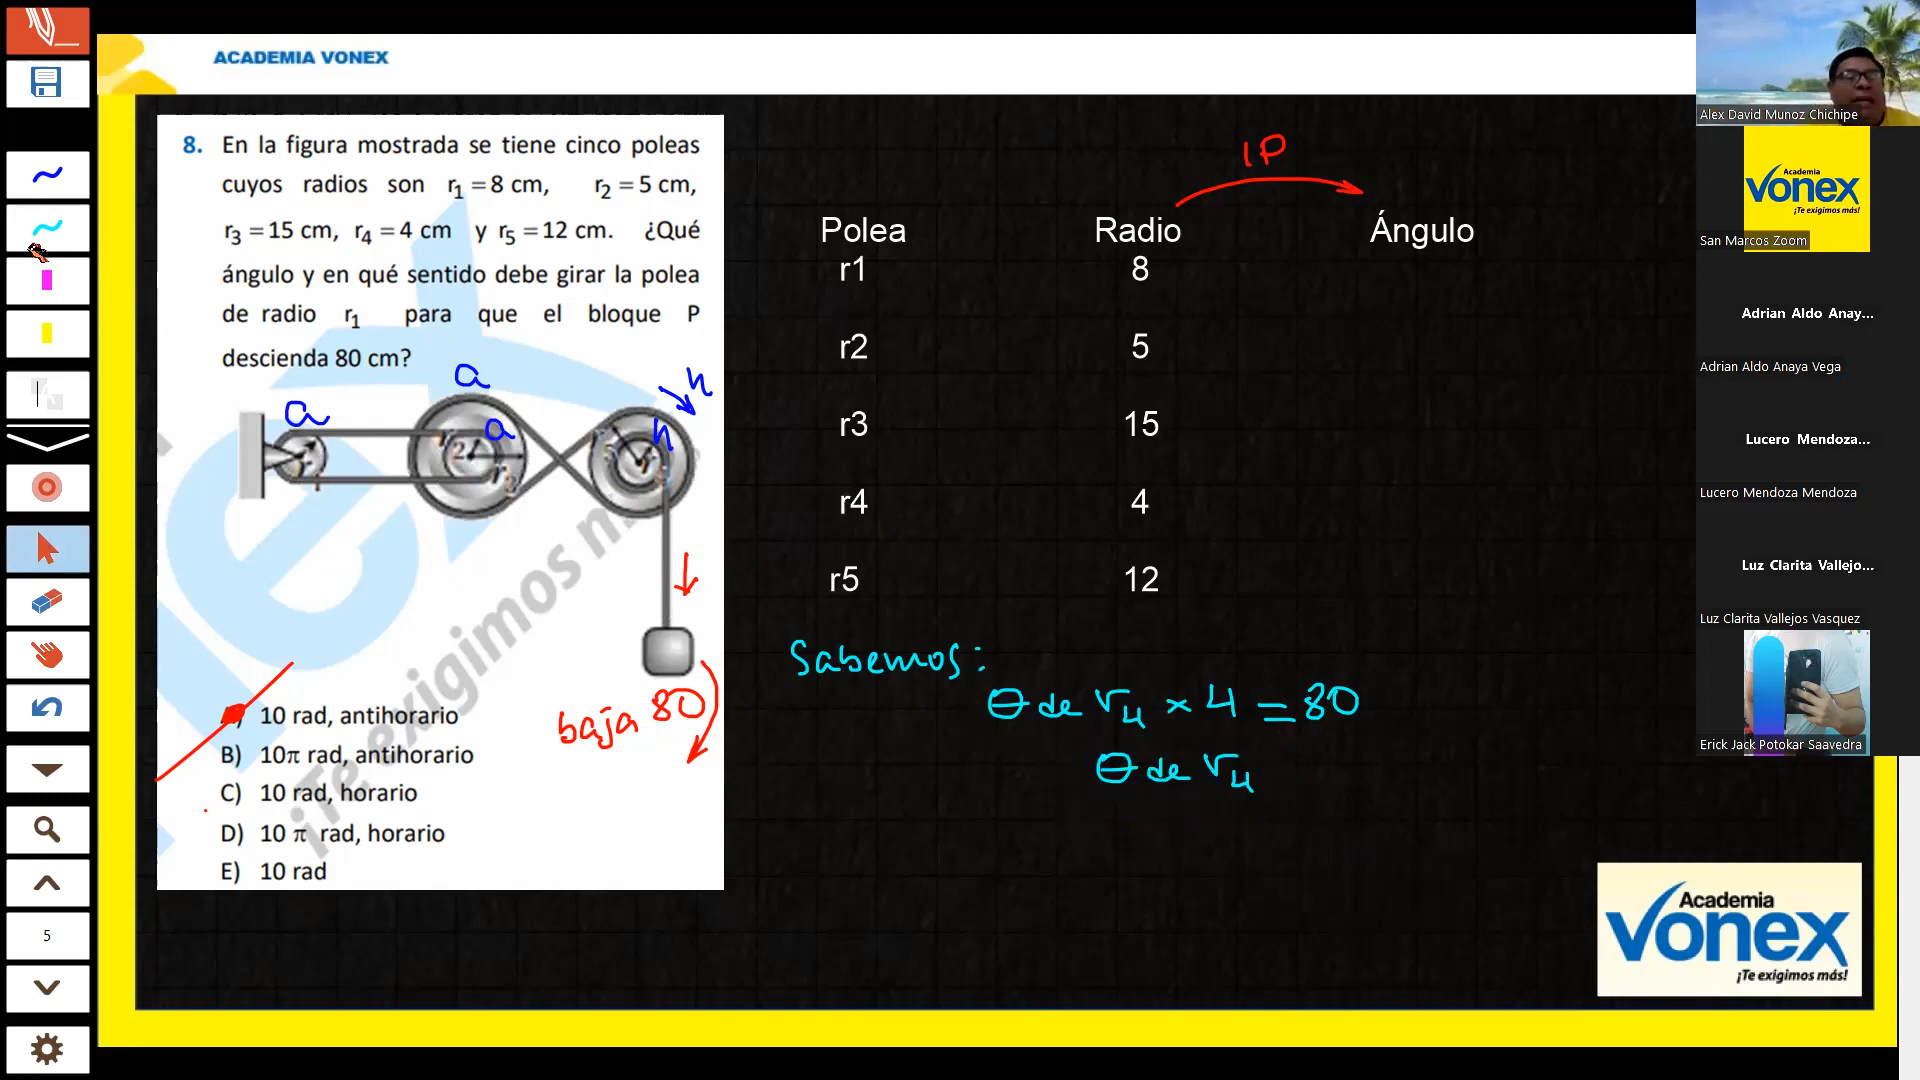 ACADEMIA VONEX
8. En la figura mostrada se tiene cinco poleas
cuyos radios son r₁ = 8 cm, r₂ = 5 cm,
r₃ = 15 cm, r₄ = 4 cm y r₅ = 12 cm. ¿Qué
ángulo y en qué sentido debe girar la polea
de radio r₁ para que el bloque P
descienda 80 cm?
a
a
a
h
h
2
baja 80
A) 10 rad, antihorario
B) 10π rad, antihorario
C) 10 rad, horario
D) 10 π rad, horario
E) 10 rad
¡Te exigimos m
IP
Polea Radio Ángulo
r1 8
r2 5
r3 15
r4 4
r5 12
Sabemos:
θ de r₄ × 4 = 80
θ de r₄
Academia
Vonex
¡Te exigimos más!
5
Alex David Munoz Chichipe
Academia
Vonex
¡Te exigimos más!
San Marcos Zoom
Adrian Aldo Anay...
Adrian Aldo Anaya Vega
Lucero Mendoza...
Lucero Mendoza Mendoza
Luz Clarita Vallejo...
Luz Clarita Vallejos Vasquez
Erick Jack Potokar Saavedra